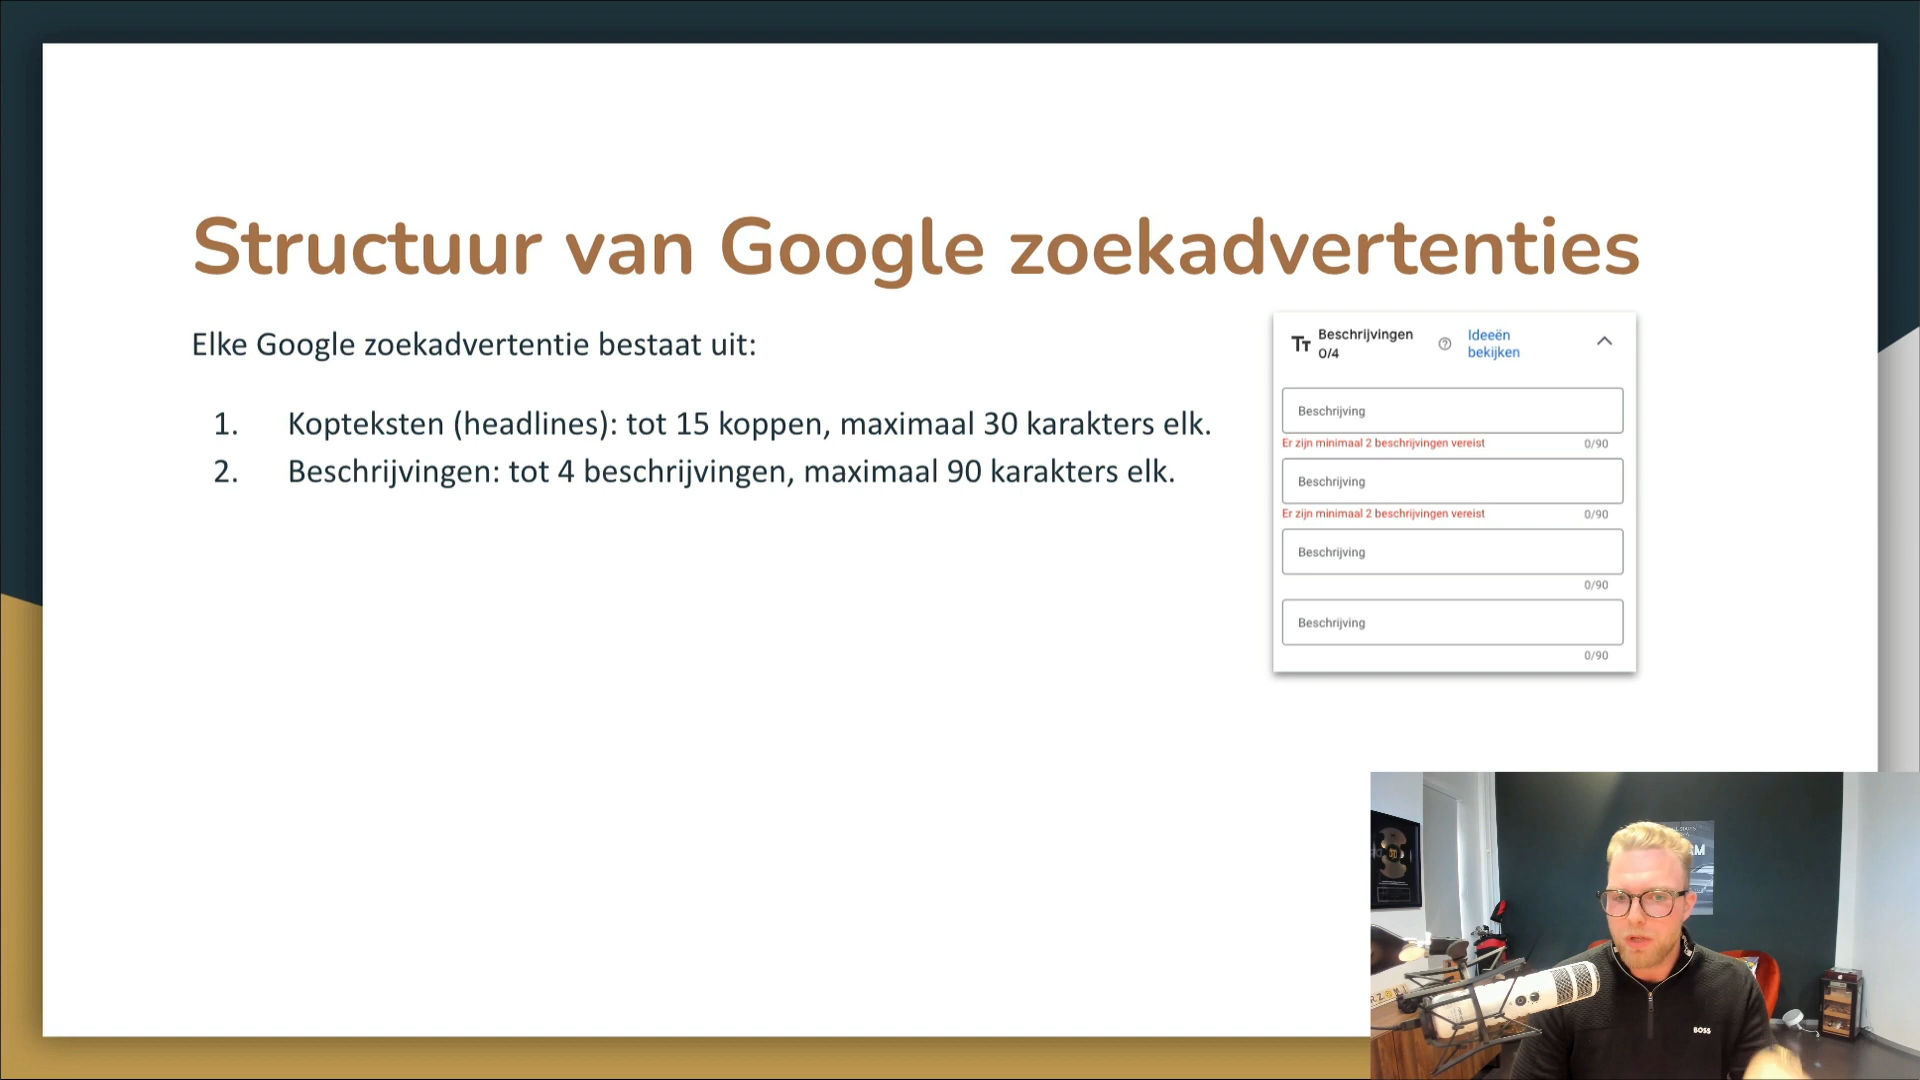 Structuur van Google zoekadvertenties
Elke Google zoekadvertentie bestaat uit:
1. Kopteksten (headlines): tot 15 koppen, maximaal 30 karakters elk.
2. Beschrijvingen: tot 4 beschrijvingen, maximaal 90 karakters elk.
Tт Beschrijvingen
0/4
Ideeën
bekijken
Beschrijving
Er zijn minimaal 2 beschrijvingen vereist 0/90
Beschrijving
Er zijn minimaal 2 beschrijvingen vereist 0/90
Beschrijving
0/90
Beschrijving
0/90
BOSS